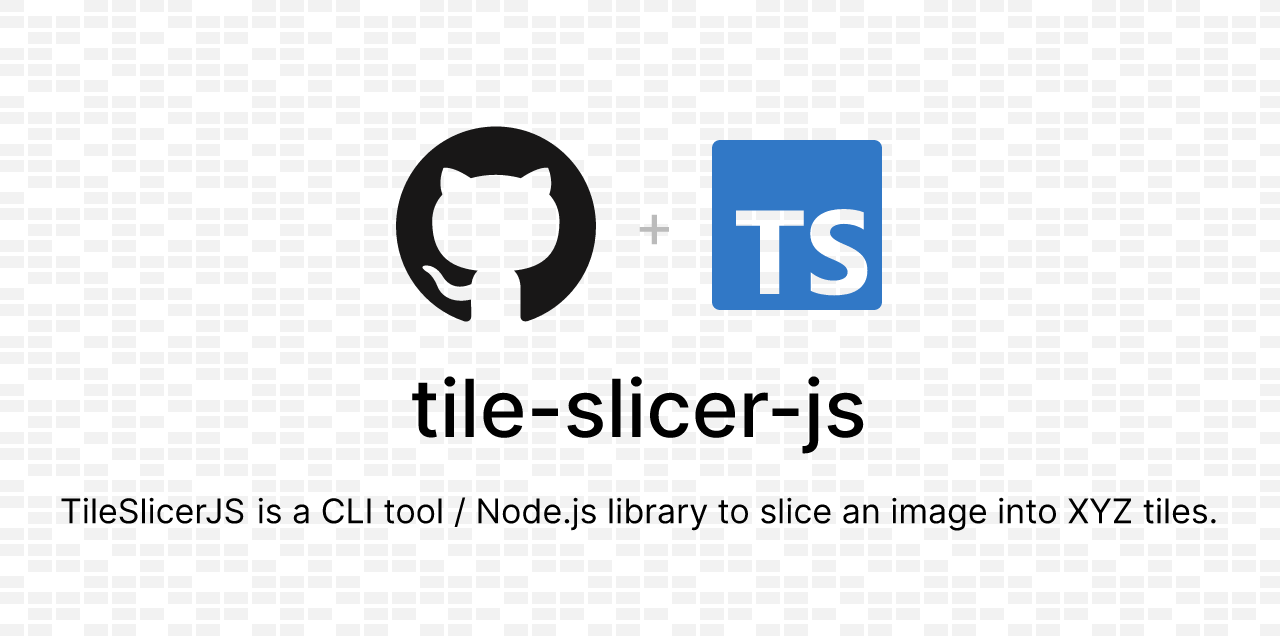 +
TS
tile-slicer-js
TileSlicerJS is a CLI tool / Node.js library to slice an image into XYZ tiles.